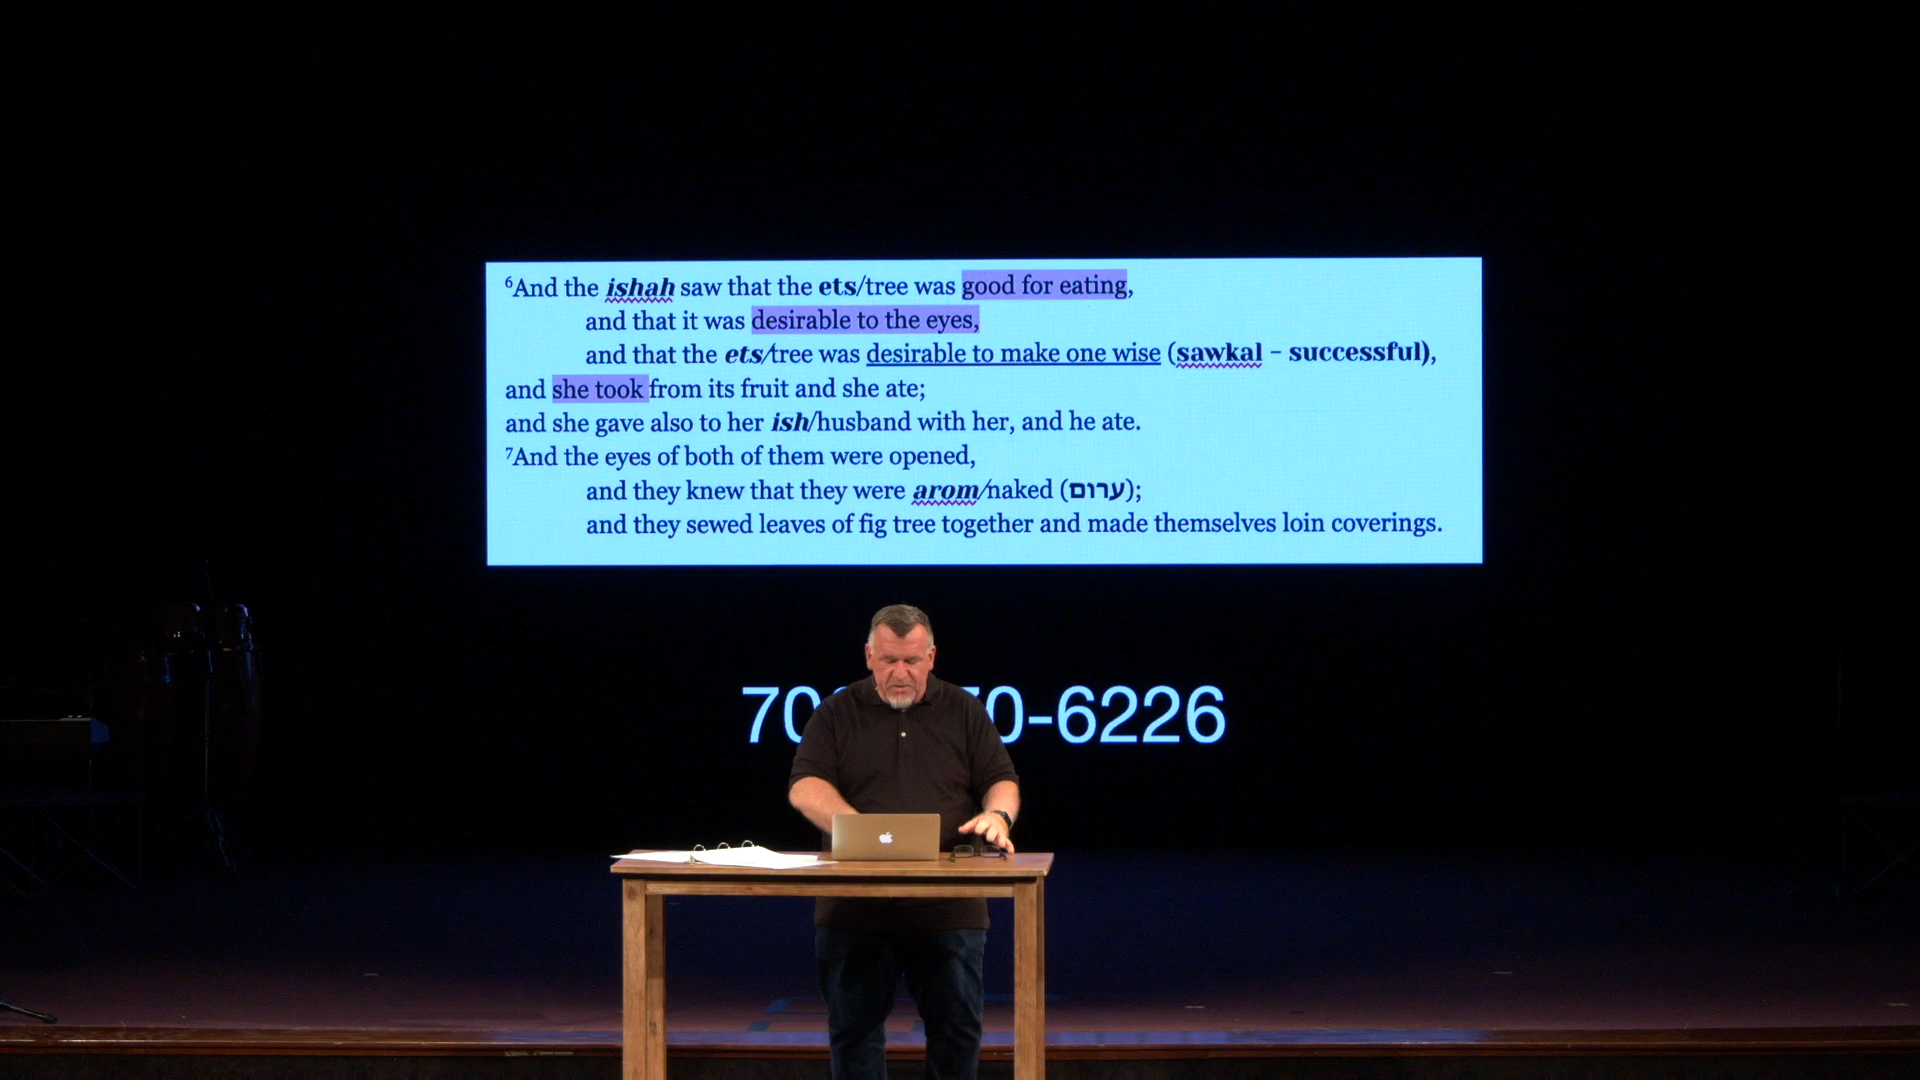 ⁶And the ishah saw that the ets/tree was good for eating,
and that it was desirable to the eyes,
and that the ets/tree was desirable to make one wise (sawkal – successful),
and she took from its fruit and she ate;
and she gave also to her ish/husband with her, and he ate.
⁷And the eyes of both of them were opened,
and they knew that they were arom/naked (ערום);
and they sewed leaves of fig tree together and made themselves loin coverings.
70 0-6226